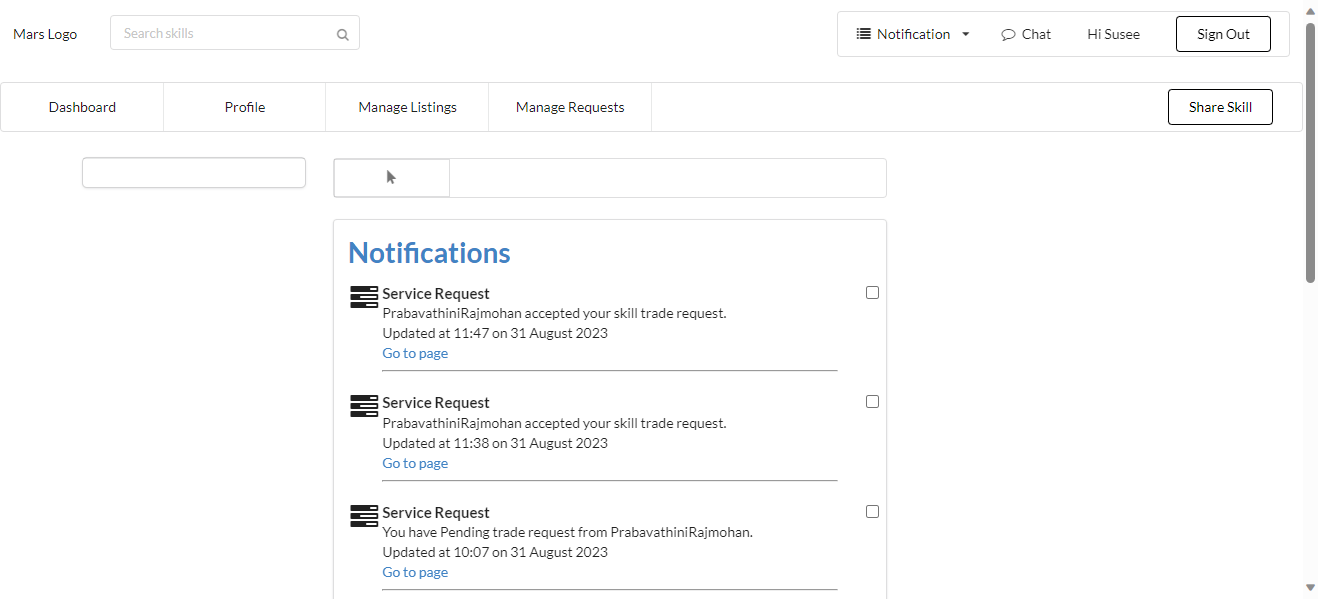 Mars Logo
Search skills
Notification
Chat
Hi Susee
Sign Out
Dashboard
Profile
Manage Listings
Manage Requests
Share Skill
Notifications
Service Request
PrabavathiniRajmohan accepted your skill trade request.
Updated at 11:47 on 31 August 2023
Go to page
Service Request
PrabavathiniRajmohan accepted your skill trade request.
Updated at 11:38 on 31 August 2023
Go to page
Service Request
You have Pending trade request from PrabavathiniRajmohan.
Updated at 10:07 on 31 August 2023
Go to page